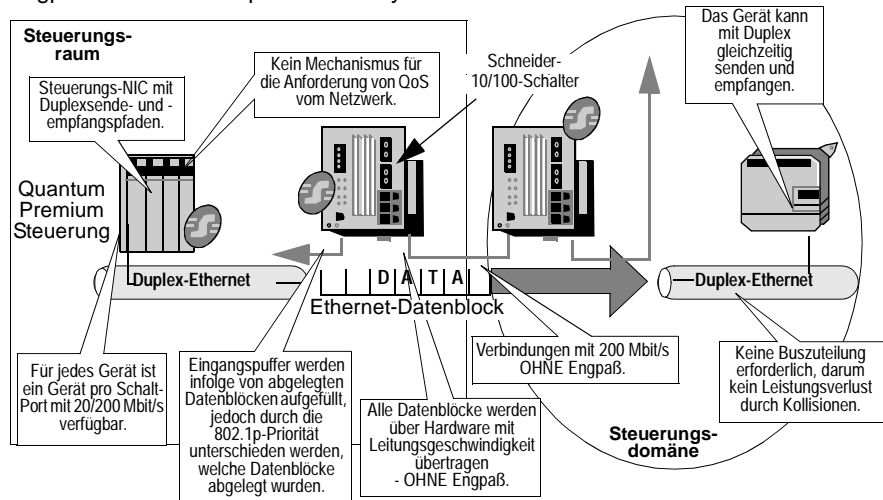 Steuerungs-
raum
Steuerungs-NIC mit
Duplexsende- und -
empfangspfaden.
Kein Mechanismus für
die Anforderung von QoS
vom Netzwerk.
Schneider-
10/100-Schalter
Das Gerät kann
mit Duplex
gleichzeitig
senden und
empfangen.
Quantum
Premium
Steuerung
Duplex-Ethernet
D A T A
Ethernet-Datenblock
Duplex-Ethernet
Für jedes Gerät ist
ein Gerät pro Schalt-
Port mit 20/200 Mbit/s
verfügbar.
Eingangspuffer werden
infolge von abgelegten
Datenblöcken aufgefüllt,
jedoch durch die
802.1p-Priorität
unterschieden werden,
welche Datenblöcke
abgelegt wurden.
Alle Datenblöcke werden
über Hardware mit
Leitungsgeschwindigkeit
übertragen
- OHNE Engpaß.
Verbindungen mit 200 Mbit/s
OHNE Engpaß.
Keine Buszuteilung
erforderlich, darum
kein Leistungsverlust
durch Kollisionen.
Steuerungs-
domäne